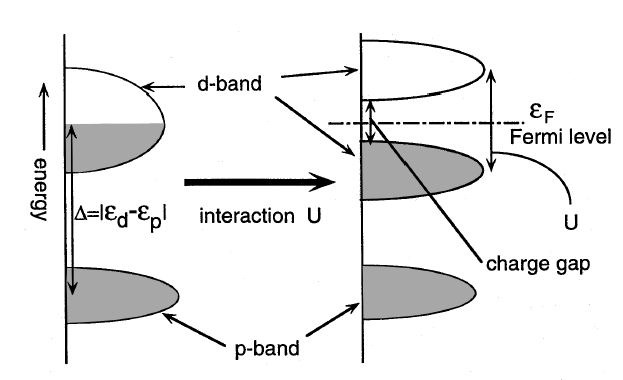 d-band
εF
Fermi level
energy
Δ=|εd-εp|
interaction U
U
charge gap
p-band